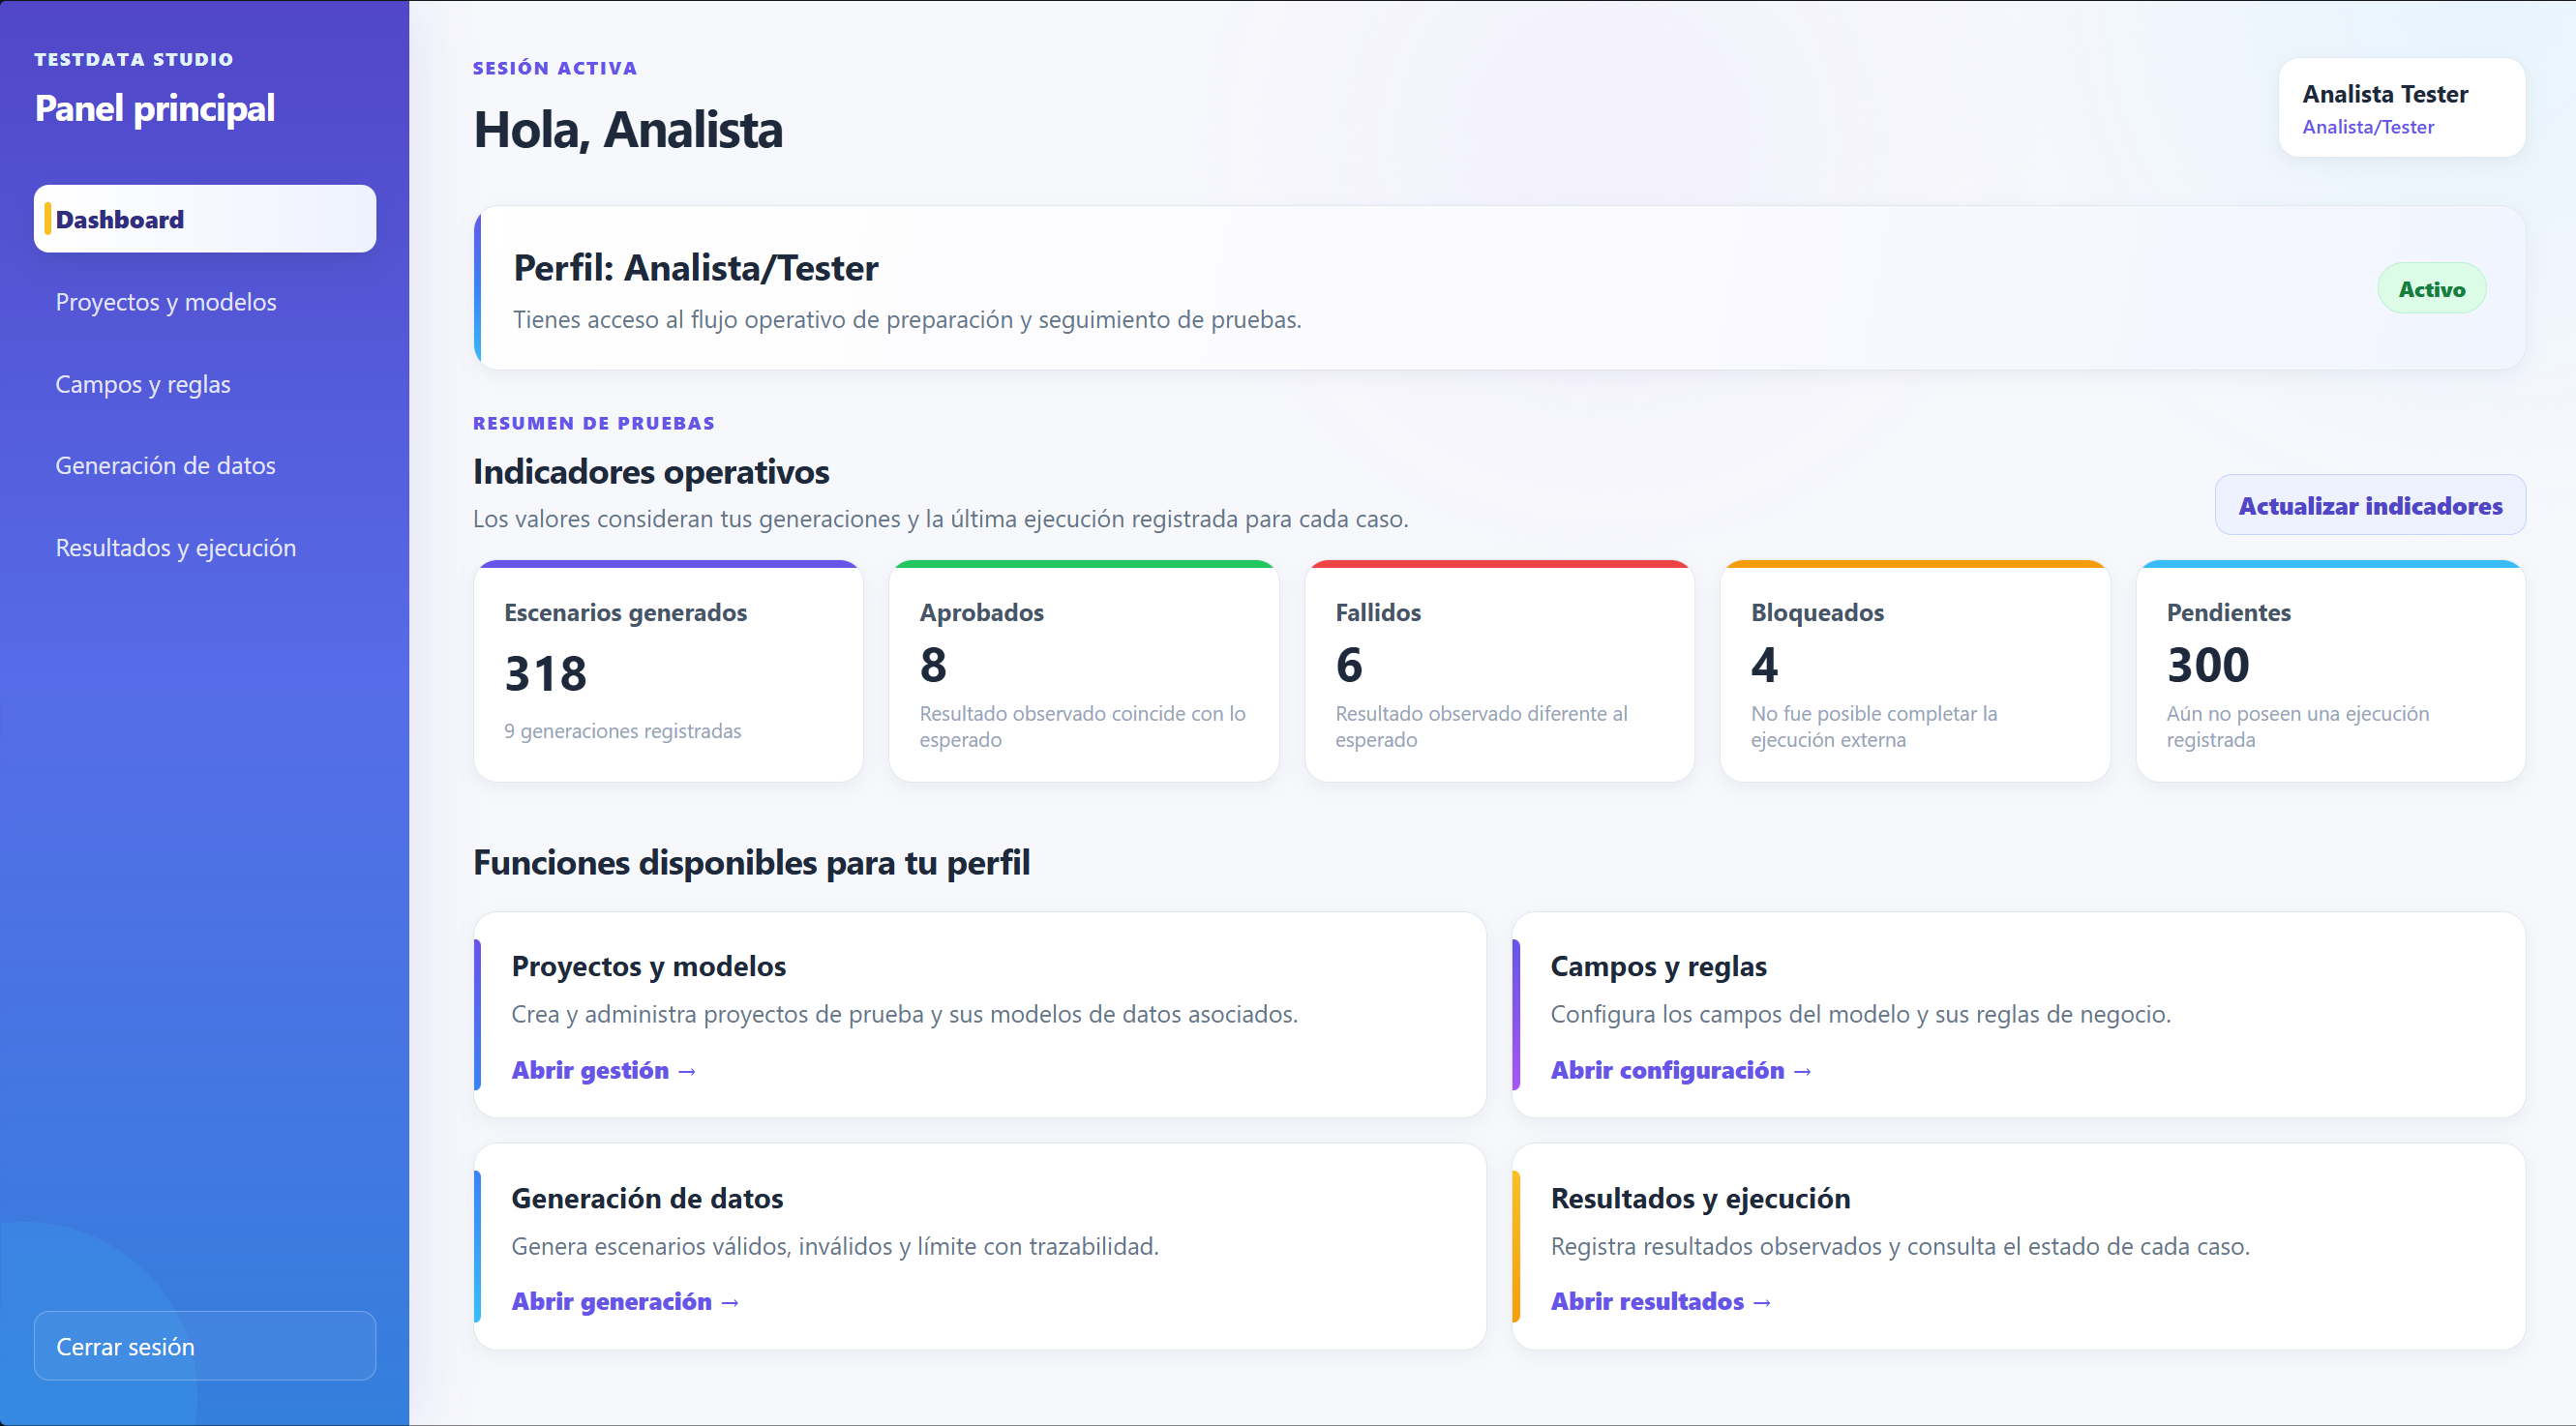 TESTDATA STUDIO
Panel principal
Dashboard
Proyectos y modelos
Campos y reglas
Generación de datos
Resultados y ejecución
Cerrar sesión
SESIÓN ACTIVA
Hola, Analista
Analista Tester
Analista/Tester
Perfil: Analista/Tester
Tienes acceso al flujo operativo de preparación y seguimiento de pruebas.
Activo
RESUMEN DE PRUEBAS
Indicadores operativos
Los valores consideran tus generaciones y la última ejecución registrada para cada caso.
Actualizar indicadores
Escenarios generados
318
9 generaciones registradas
Aprobados
8
Resultado observado coincide con lo
esperado
Fallidos
6
Resultado observado diferente al
esperado
Bloqueados
4
No fue posible completar la
ejecución externa
Pendientes
300
Aún no poseen una ejecución
registrada
Funciones disponibles para tu perfil
Proyectos y modelos
Crea y administra proyectos de prueba y sus modelos de datos asociados.
Abrir gestión →
Campos y reglas
Configura los campos del modelo y sus reglas de negocio.
Abrir configuración →
Generación de datos
Genera escenarios válidos, inválidos y límite con trazabilidad.
Abrir generación →
Resultados y ejecución
Registra resultados observados y consulta el estado de cada caso.
Abrir resultados →